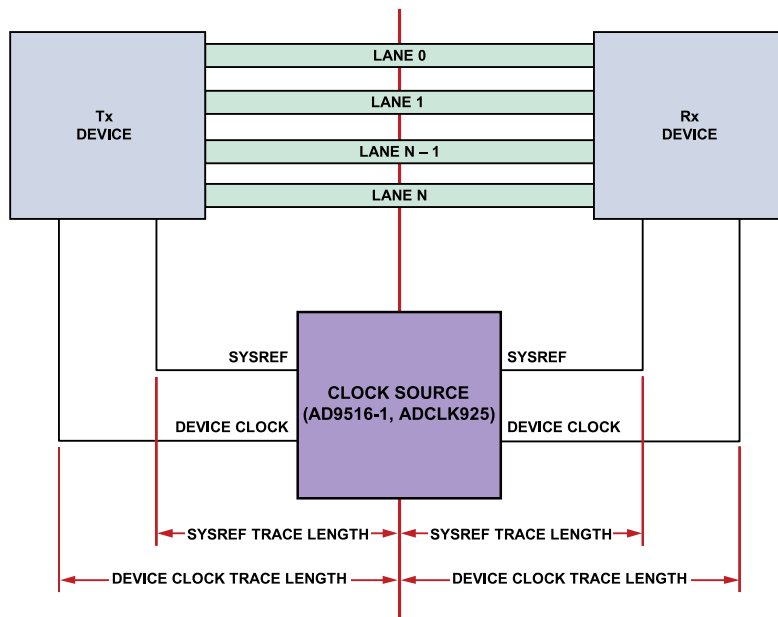 LANE 0
LANE 1
LANE N – 1
LANE N
Tx
DEVICE
Rx
DEVICE
SYSREF
SYSREF
CLOCK SOURCE
(AD9516-1, ADCLK925)
DEVICE CLOCK
DEVICE CLOCK
SYSREF TRACE LENGTH
SYSREF TRACE LENGTH
DEVICE CLOCK TRACE LENGTH
DEVICE CLOCK TRACE LENGTH